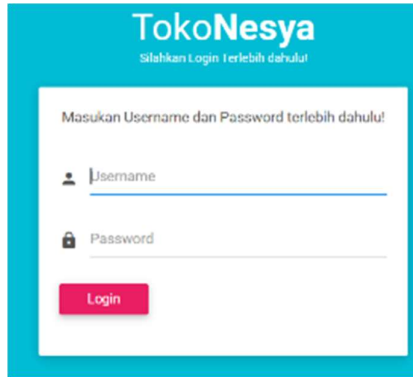 TokoNesya
Silahkan Login Terlebih dahulu!
Masukan Username dan Password terlebih dahulu!
Username
Password
Login